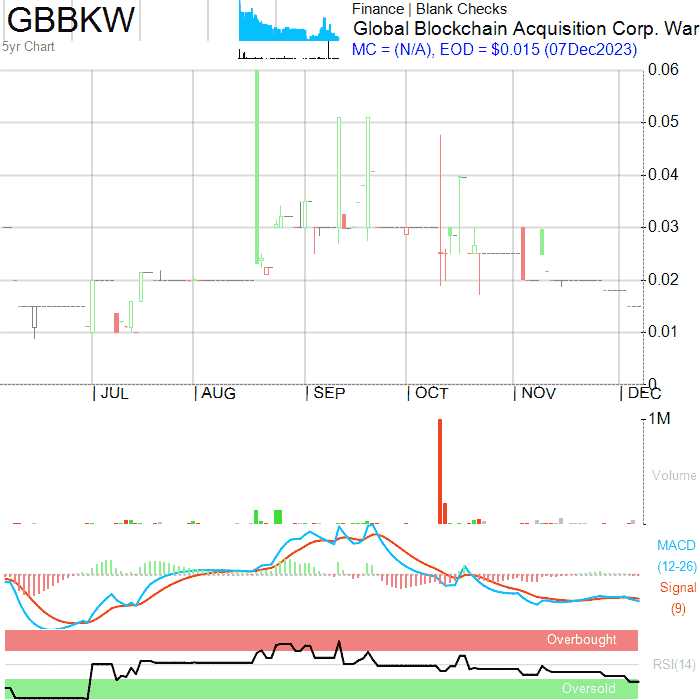 GBBKW
5yr Chart
Finance | Blank Checks
Global Blockchain Acquisition Corp. War
MC = (N/A), EOD = $0.015 (07Dec2023)
0.06
0.05
0.04
0.03
0.02
0.01
0
| JUL | AUG | SEP | OCT | NOV | DEC
1M
Volume
MACD
(12-26)
Signal
(9)
Overbought
RSI(14)
Oversold